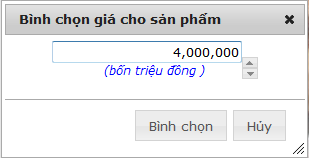 Bình chọn giá cho sản phẩm
4,000,000
(bốn triệu đồng )
Bình chọn Hủy